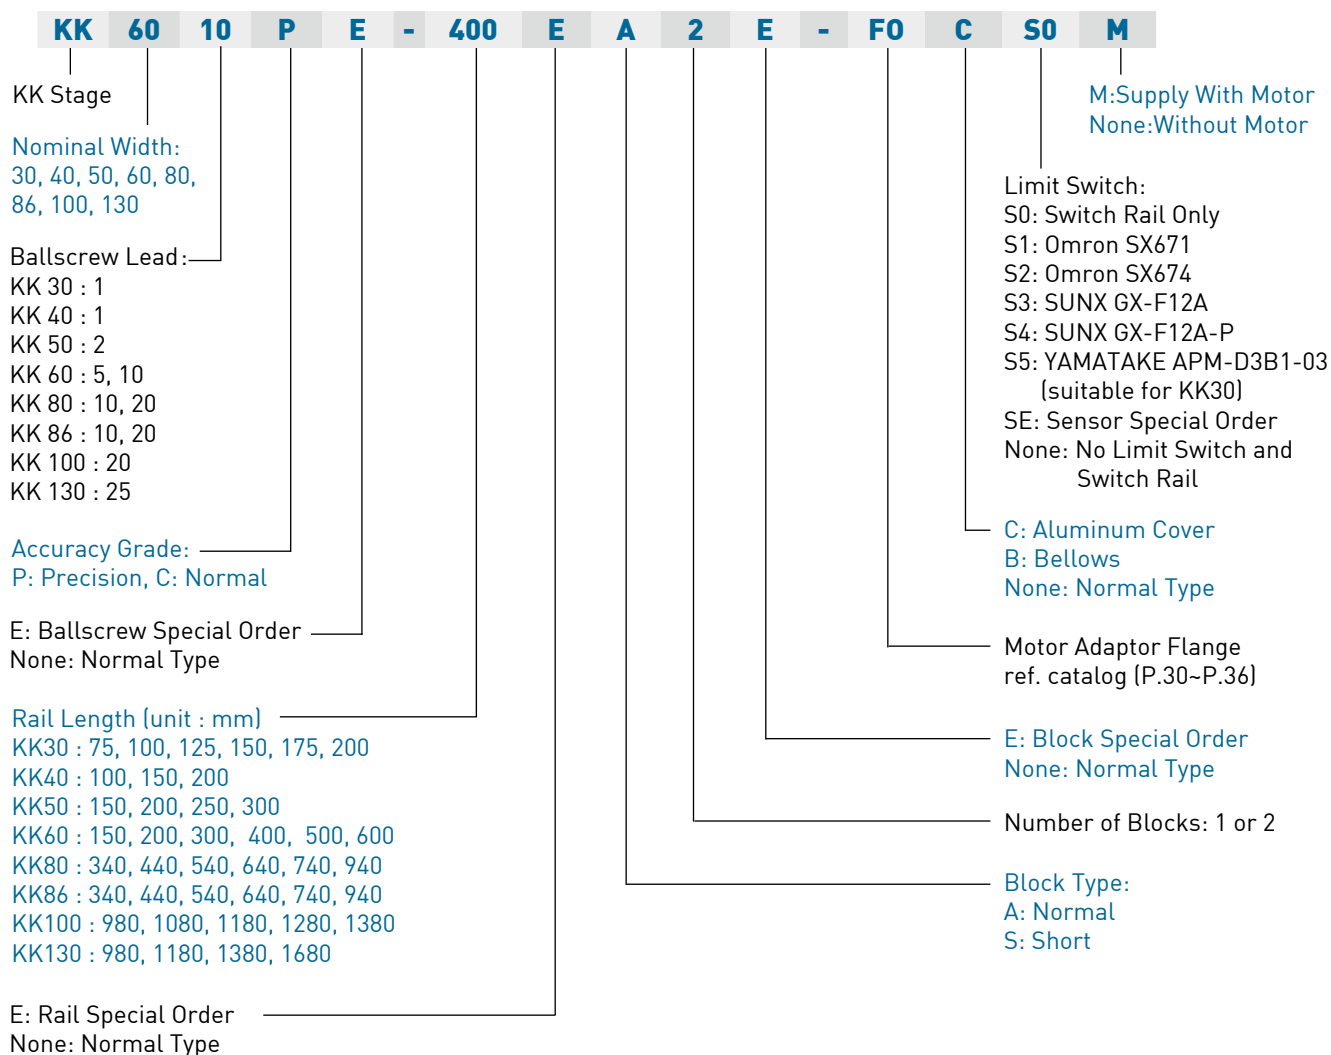 KK 60 10 P E - 400 E A 2 E - F0 C S0 M
KK Stage
Nominal Width:
30, 40, 50, 60, 80,
86, 100, 130
Ballscrew Lead:
KK 30 : 1
KK 40 : 1
KK 50 : 2
KK 60 : 5, 10
KK 80 : 10, 20
KK 86 : 10, 20
KK 100 : 20
KK 130 : 25
Accuracy Grade:
P: Precision, C: Normal
E: Ballscrew Special Order
None: Normal Type
Rail Length (unit : mm)
KK30 : 75, 100, 125, 150, 175, 200
KK40 : 100, 150, 200
KK50 : 150, 200, 250, 300
KK60 : 150, 200, 300, 400, 500, 600
KK80 : 340, 440, 540, 640, 740, 940
KK86 : 340, 440, 540, 640, 740, 940
KK100 : 980, 1080, 1180, 1280, 1380
KK130 : 980, 1180, 1380, 1680
E: Rail Special Order
None: Normal Type
M:Supply With Motor
None:Without Motor
Limit Switch:
S0: Switch Rail Only
S1: Omron SX671
S2: Omron SX674
S3: SUNX GX-F12A
S4: SUNX GX-F12A-P
S5: YAMATAKE APM-D3B1-03
(suitable for KK30)
SE: Sensor Special Order
None: No Limit Switch and
Switch Rail
C: Aluminum Cover
B: Bellows
None: Normal Type
Motor Adaptor Flange
ref. catalog (P.30~P.36)
E: Block Special Order
None: Normal Type
Number of Blocks: 1 or 2
Block Type:
A: Normal
S: Short